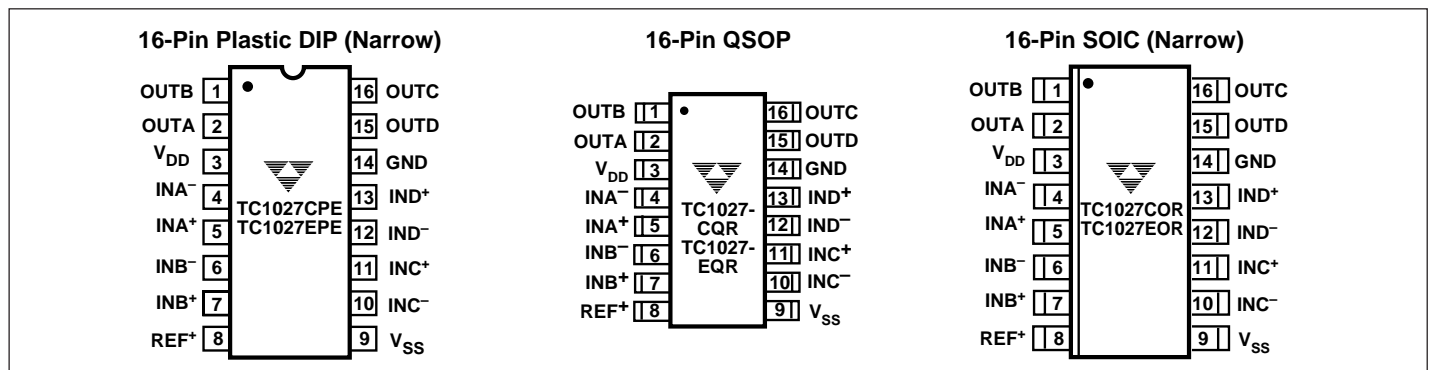 16-Pin Plastic DIP (Narrow)
OUTB 1 16 OUTC
OUTA 2 15 OUTD
VDD 3 14 GND
INA– 4 13 IND+
TC1027CPE
INA+ 5 12 IND–
TC1027EPE
INB– 6 11 INC+
INB+ 7 10 INC–
REF+ 8 9 VSS
16-Pin QSOP
OUTB 1 16 OUTC
OUTA 2 15 OUTD
VDD 3 14 GND
INA– 4 13 IND+
TC1027-
INA+ 5 CQR 12 IND–
TC1027-
INB– 6 11 INC+
EQR
INB+ 7 10 INC–
REF+ 8 9 VSS
16-Pin SOIC (Narrow)
OUTB 1 16 OUTC
OUTA 2 15 OUTD
VDD 3 14 GND
INA– 4 13 IND+
TC1027COR
INA+ 5 12 IND–
TC1027EOR
INB– 6 11 INC+
INB+ 7 10 INC–
REF+ 8 9 VSS